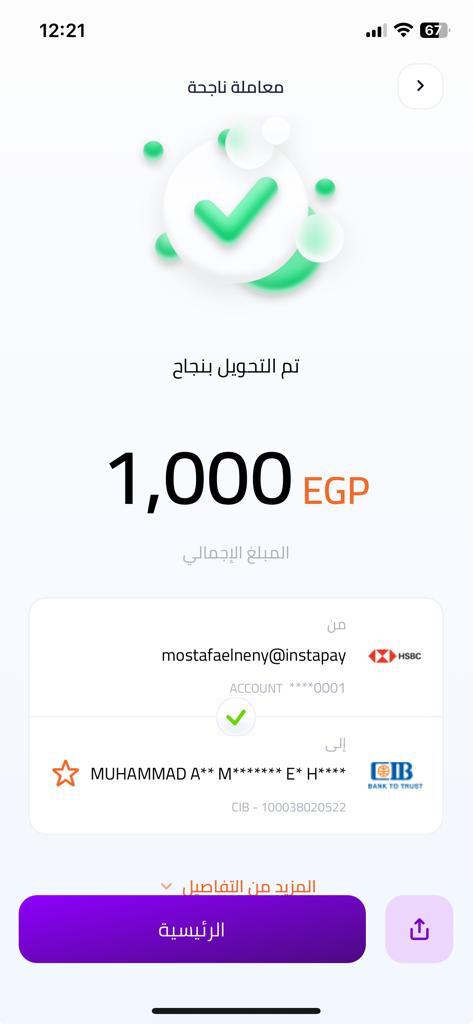 12:21
67
معاملة ناجحة
تم التحويل بنجاح
1,000 EGP
المبلغ الإجمالي
من
HSBC
mostafaelneny@instapay
ACCOUNT ****0001
إلى
CIB
BANK TO TRUST
MUHAMMAD A** M******* E* H****
CIB - 100038020522
المزيد من التفاصيل
الرئيسية